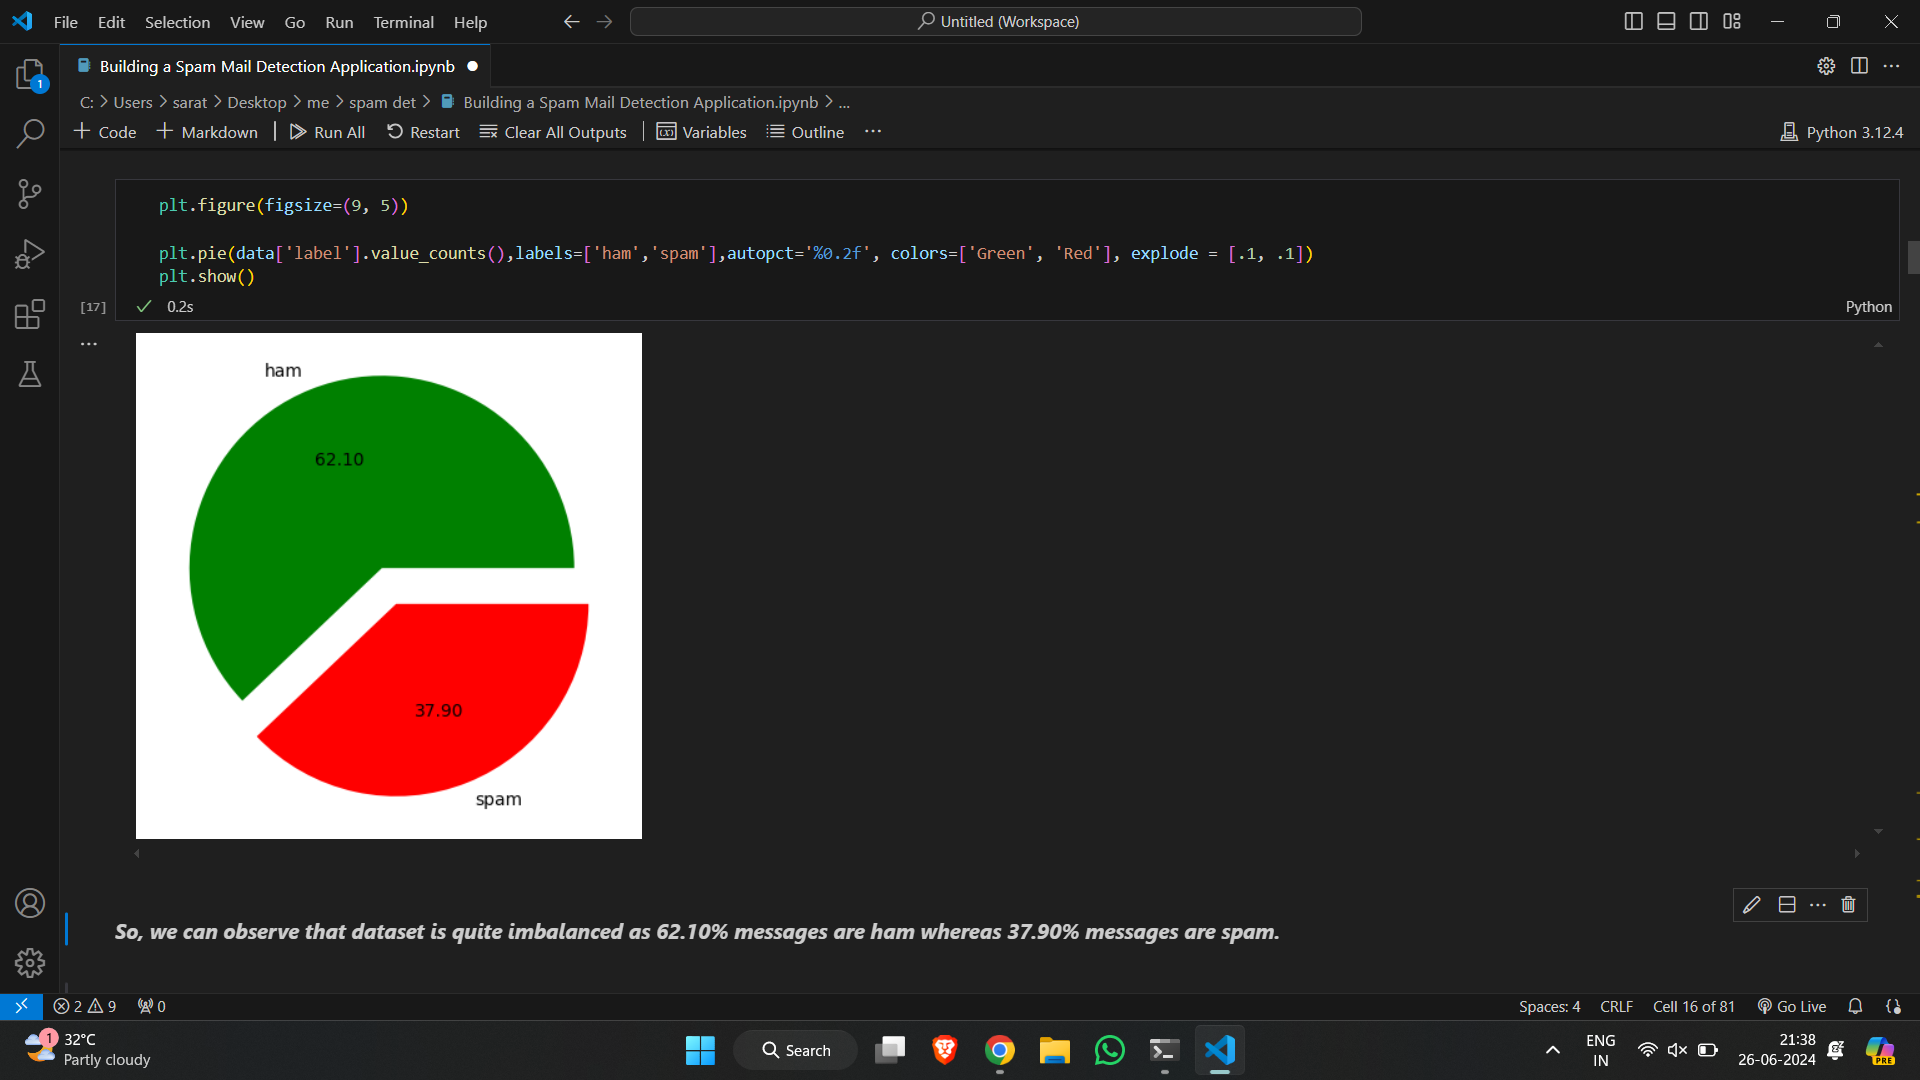 File Edit Selection View Go Run Terminal Help
Untitled (Workspace)
Building a Spam Mail Detection Application.ipynb
1
C: > Users > sarat > Desktop > me > spam det > Building a Spam Mail Detection Application.ipynb > ...
+ Code + Markdown | Run All Restart Clear All Outputs | Variables Outline ...
Python 3.12.4
plt.figure(figsize=(9, 5))
plt.pie(data['label'].value_counts(),labels=['ham','spam'],autopct='%0.2f', colors=['Green', 'Red'], explode = [.1, .1])
plt.show()
[17] 0.2s
Python
...
ham
62.10
37.90
spam
So, we can observe that dataset is quite imbalanced as 62.10% messages are ham whereas 37.90% messages are spam.
2 9 0
Spaces: 4 CRLF Cell 16 of 81 Go Live
1
32°C
Partly cloudy
Search
ENG
IN
21:38
26-06-2024
PRE